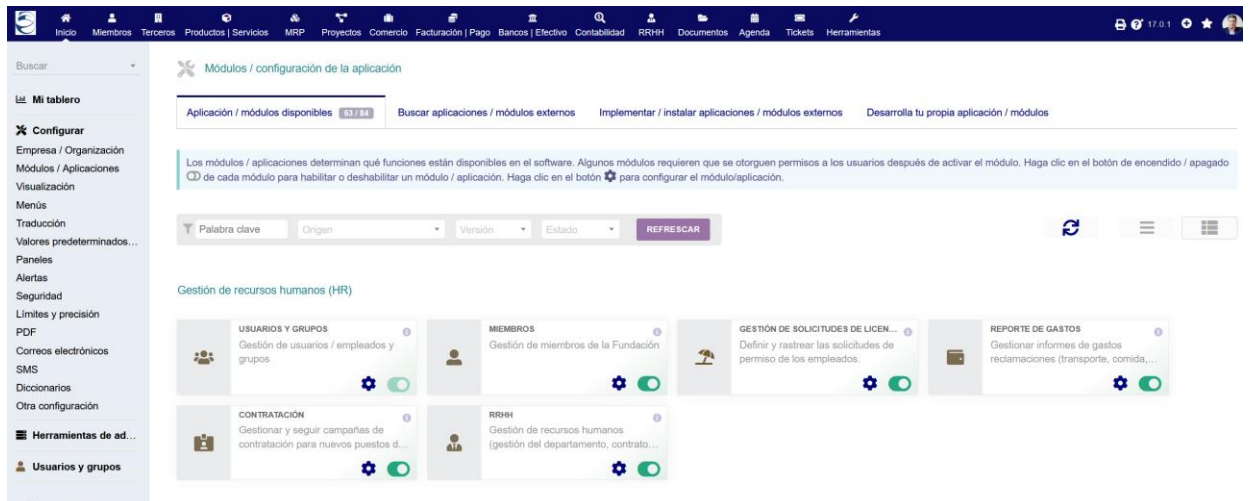 Inicio Miembros Terceros Productos | Servicios MRP Proyectos Comercio Facturación | Pago Bancos | Efectivo Contabilidad RRHH Documentos Agenda Tickets Herramientas 17.0.1
Buscar
Mi tablero
Configurar
Empresa / Organización
Módulos / Aplicaciones
Visualización
Menús
Traducción
Valores predeterminados...
Paneles
Alertas
Seguridad
Límites y precisión
PDF
Correos electrónicos
SMS
Diccionarios
Otra configuración
Herramientas de ad...
Usuarios y grupos
Módulos / configuración de la aplicación
Aplicación / módulos disponibles 63 / 84 Buscar aplicaciones / módulos externos Implementar / instalar aplicaciones / módulos externos Desarrolla tu propia aplicación / módulos
Los módulos / aplicaciones determinan qué funciones están disponibles en el software. Algunos módulos requieren que se otorguen permisos a los usuarios después de activar el módulo. Haga clic en el botón de encendido / apagado
de cada módulo para habilitar o deshabilitar un módulo / aplicación. Haga clic en el botón para configurar el módulo/aplicación.
Palabra clave Origen Versión Estado REFRESCAR
Gestión de recursos humanos (HR)
USUARIOS Y GRUPOS
Gestión de usuarios / empleados y
grupos
MIEMBROS
Gestión de miembros de la Fundación
GESTIÓN DE SOLICITUDES DE LICEN...
Definir y rastrear las solicitudes de
permiso de los empleados.
REPORTE DE GASTOS
Gestionar informes de gastos
reclamaciones (transporte, comida,...
CONTRATACIÓN
Gestionar y seguir campañas de
contratación para nuevos puestos d...
RRHH
Gestión de recursos humanos
(gestión del departamento, contrato...